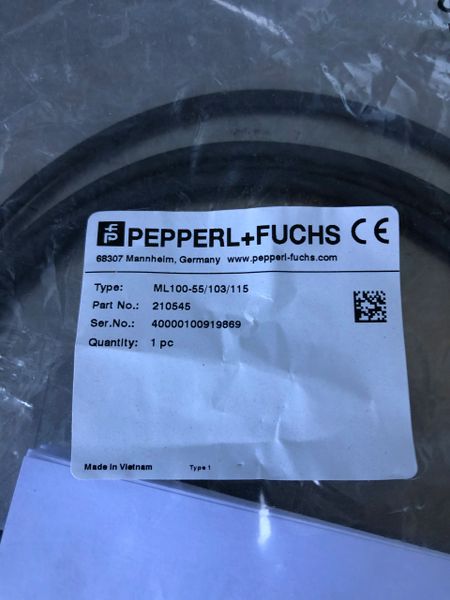 PEPPERL+FUCHS CE
68307 Mannheim, Germany www.pepperl-fuchs.com
Type: ML100-55/103/115
Part No.: 210545
Ser.No.: 40000100919869
Quantity: 1 pc
Made in Vietnam Type 1